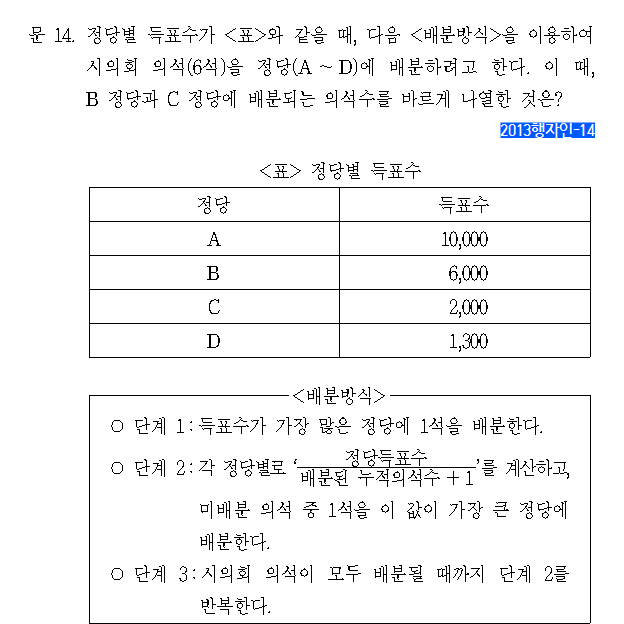 문 14. 정당별 득표수가 <표>와 같을 때, 다음 <배분방식>을 이용하여
시의회 의석(6석)을 정당(A ~ D)에 배분하려고 한다. 이 때,
B 정당과 C 정당에 배분되는 의석수를 바르게 나열한 것은?
2013행자인-14
<표> 정당별 득표수
정당 득표수
A 10,000
B 6,000
C 2,000
D 1,300
<배분방식>
○ 단계 1:득표수가 가장 많은 정당에 1석을 배분한다.
정당득표수
○ 단계 2:각 정당별로 ‘ ’를 계산하고,
배분된 누적의석수 + 1
미배분 의석 중 1석을 이 값이 가장 큰 정당에
배분한다.
○ 단계 3:시의회 의석이 모두 배분될 때까지 단계 2를
반복한다.